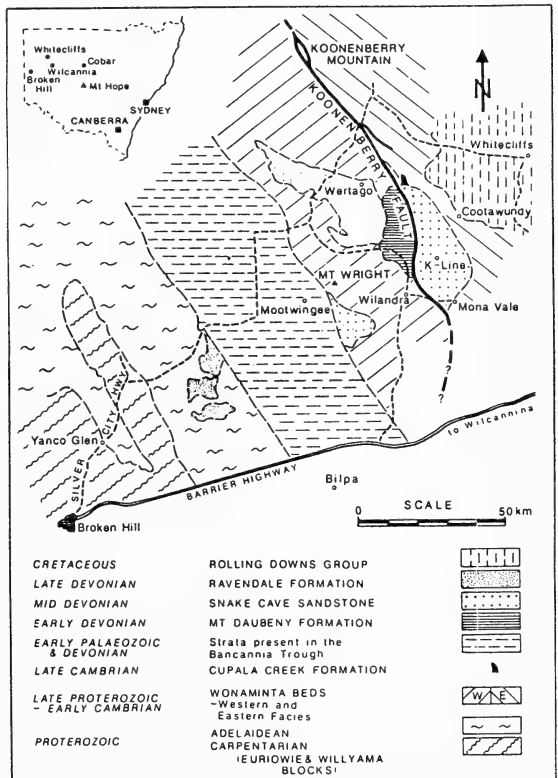 Whitecliffs
Cobar
Wilcannia
Broken
Hill
Mt Hope
SYDNEY
CANBERRA
KOONENBERRY
MOUNTAIN
N
KOONENBERRY FAULT
Whitecliffs
Wertago
Cootawundy
K-Line
MT WRIGHT
Wilandra
Mona Vale
Mootwingee
?
?
to Wilcannina
SILVER CITY HWY
Yanco Glen
BARRIER HIGHWAY
Bilpa
Broken Hill
SCALE
0 50 km
CRETACEOUS ROLLING DOWNS GROUP
LATE DEVONIAN RAVENDALE FORMATION
MID DEVONIAN SNAKE CAVE SANDSTONE
EARLY DEVONIAN MT DAUBENY FORMATION
EARLY PALAEOZOIC Strata present in the
& DEVONIAN Bancannia Trough
LATE CAMBRIAN CUPALA CREEK FORMATION
LATE PROTEROZOIC WONAMINTA BEDS W E
- EARLY CAMBRIAN -Western and
Eastern Facies
ADELAIDEAN
PROTEROZOIC CARPENTARIAN
(EURIOWIE & WILLYAMA
BLOCKS)